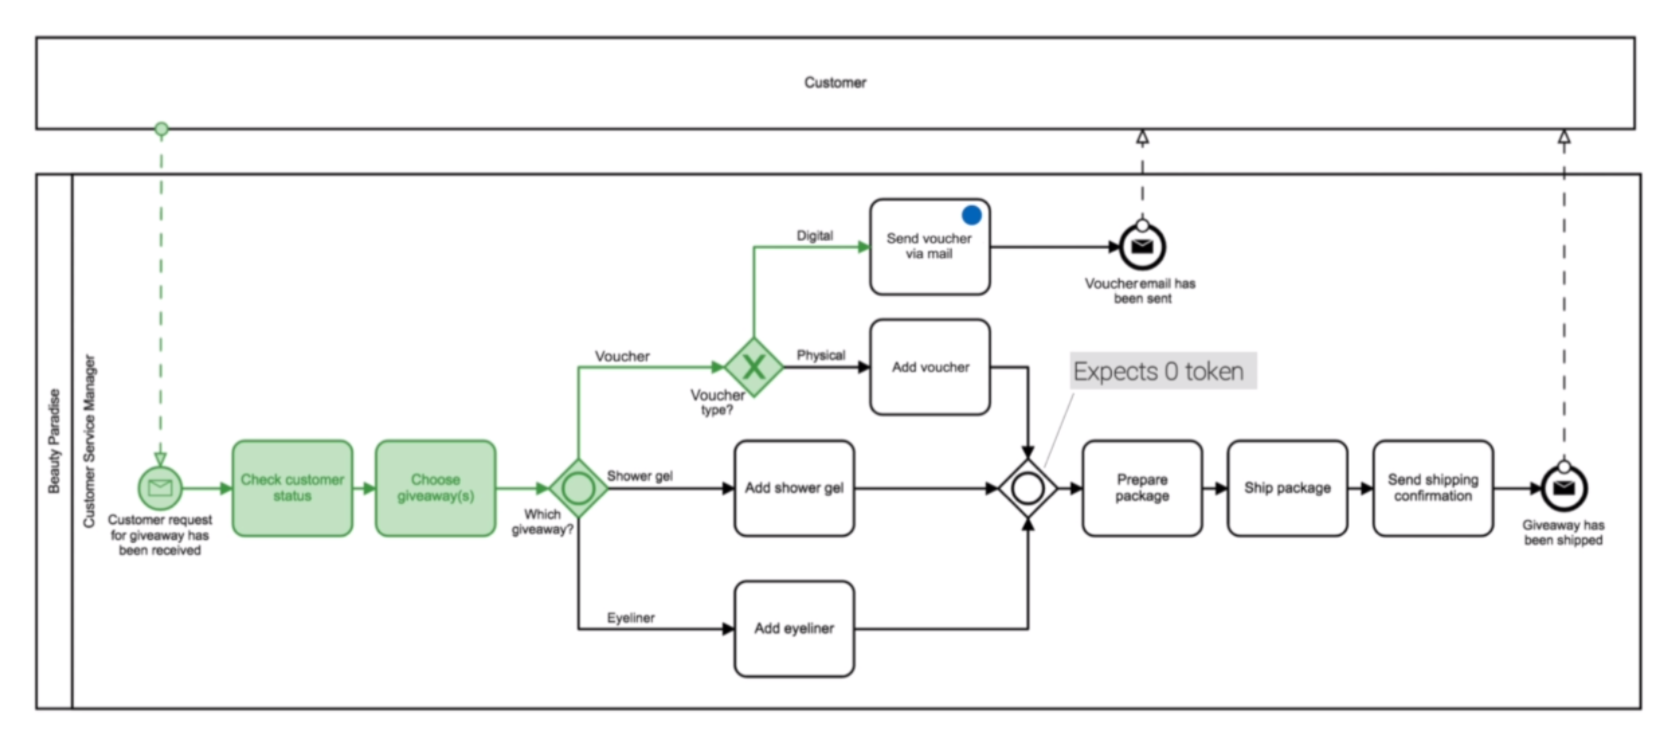 Customer
Beauty Paradise
Customer Service Manager
Customer request
for giveaway has
been received
Check customer
status
Choose
giveaway(s)
Which
giveaway?
Voucher
Shower gel
Eyeliner
Voucher
type?
Digital
Physical
Send voucher
via mail
Voucher email has
been sent
Add voucher
Add shower gel
Add eyeliner
Expects 0 token
Prepare
package
Ship package
Send shipping
confirmation
Giveaway has
been shipped